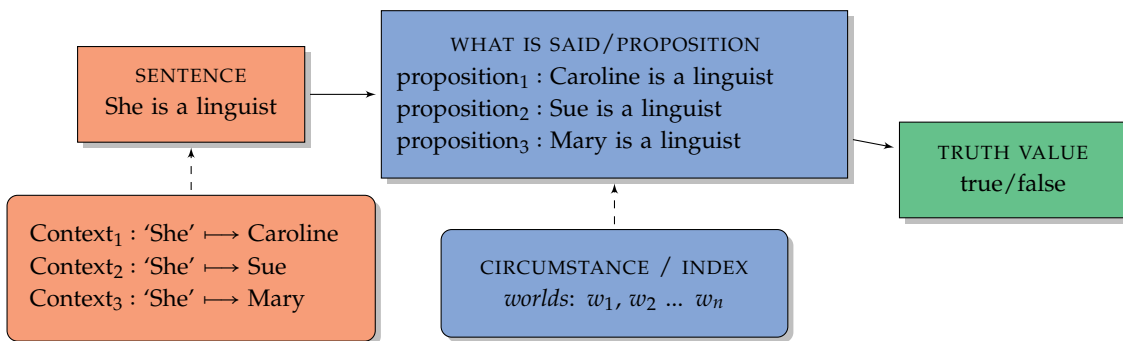 SENTENCE
She is a linguist
WHAT IS SAID/PROPOSITION
proposition₁ : Caroline is a linguist
proposition₂ : Sue is a linguist
proposition₃ : Mary is a linguist
TRUTH VALUE
true/false
Context₁ : ‘She’ ⟼ Caroline
Context₂ : ‘She’ ⟼ Sue
Context₃ : ‘She’ ⟼ Mary
CIRCUMSTANCE / INDEX
worlds: w₁, w₂ ... wₙ